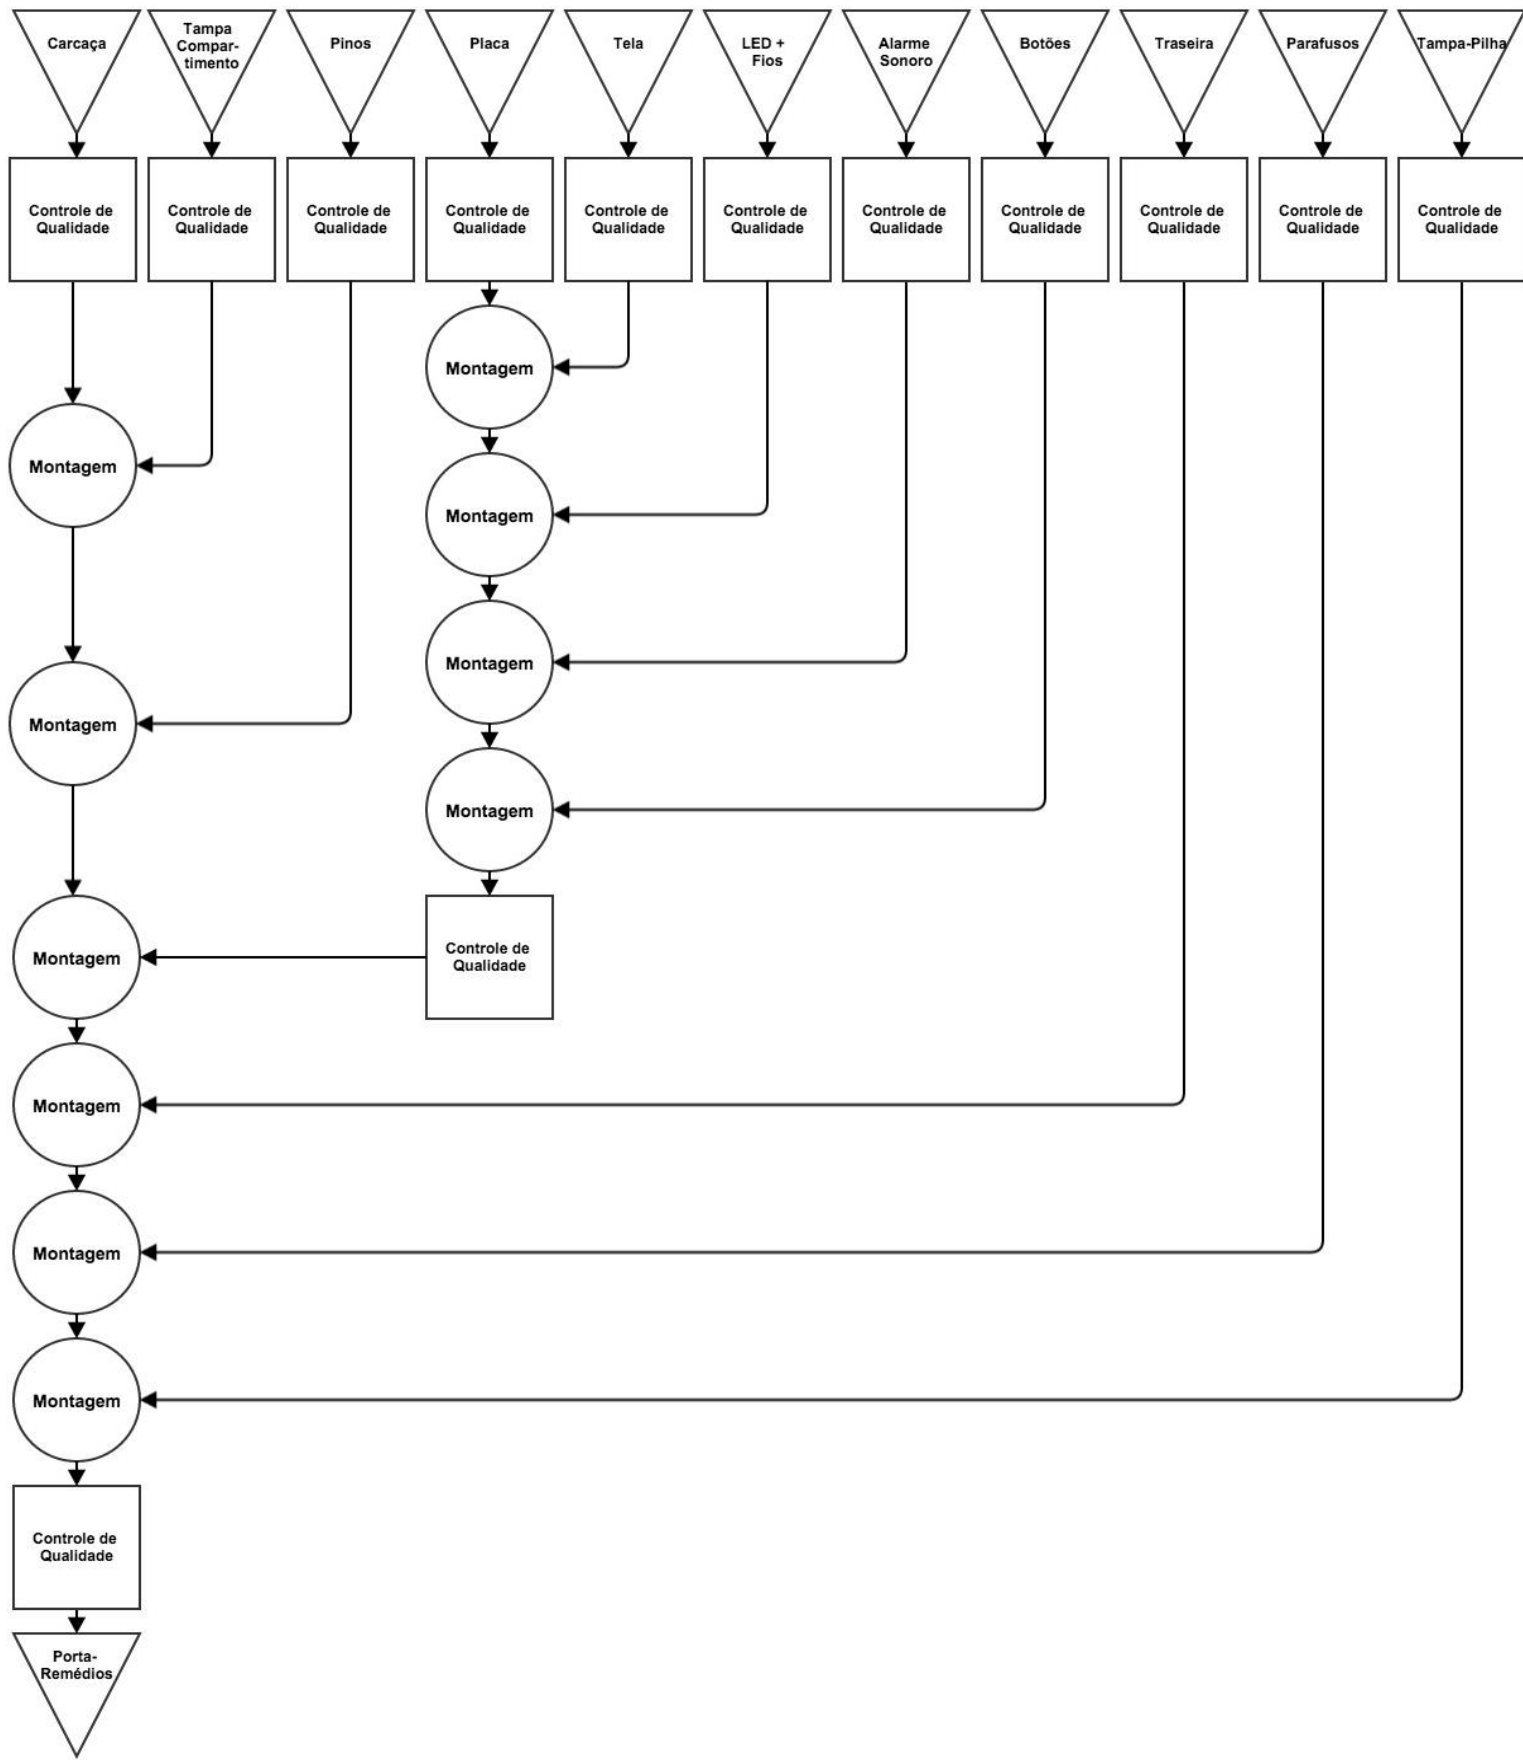 Carcaça
Tampa
Compar-
timento
Pinos
Placa
Tela
LED +
Fios
Alarme
Sonoro
Botões
Traseira
Parafusos
Tampa-Pilha
Controle de
Qualidade
Controle de
Qualidade
Controle de
Qualidade
Controle de
Qualidade
Controle de
Qualidade
Controle de
Qualidade
Controle de
Qualidade
Controle de
Qualidade
Controle de
Qualidade
Controle de
Qualidade
Controle de
Qualidade
Montagem
Montagem
Montagem
Montagem
Montagem
Montagem
Montagem
Controle de
Qualidade
Montagem
Montagem
Montagem
Controle de
Qualidade
Porta-
Remédios